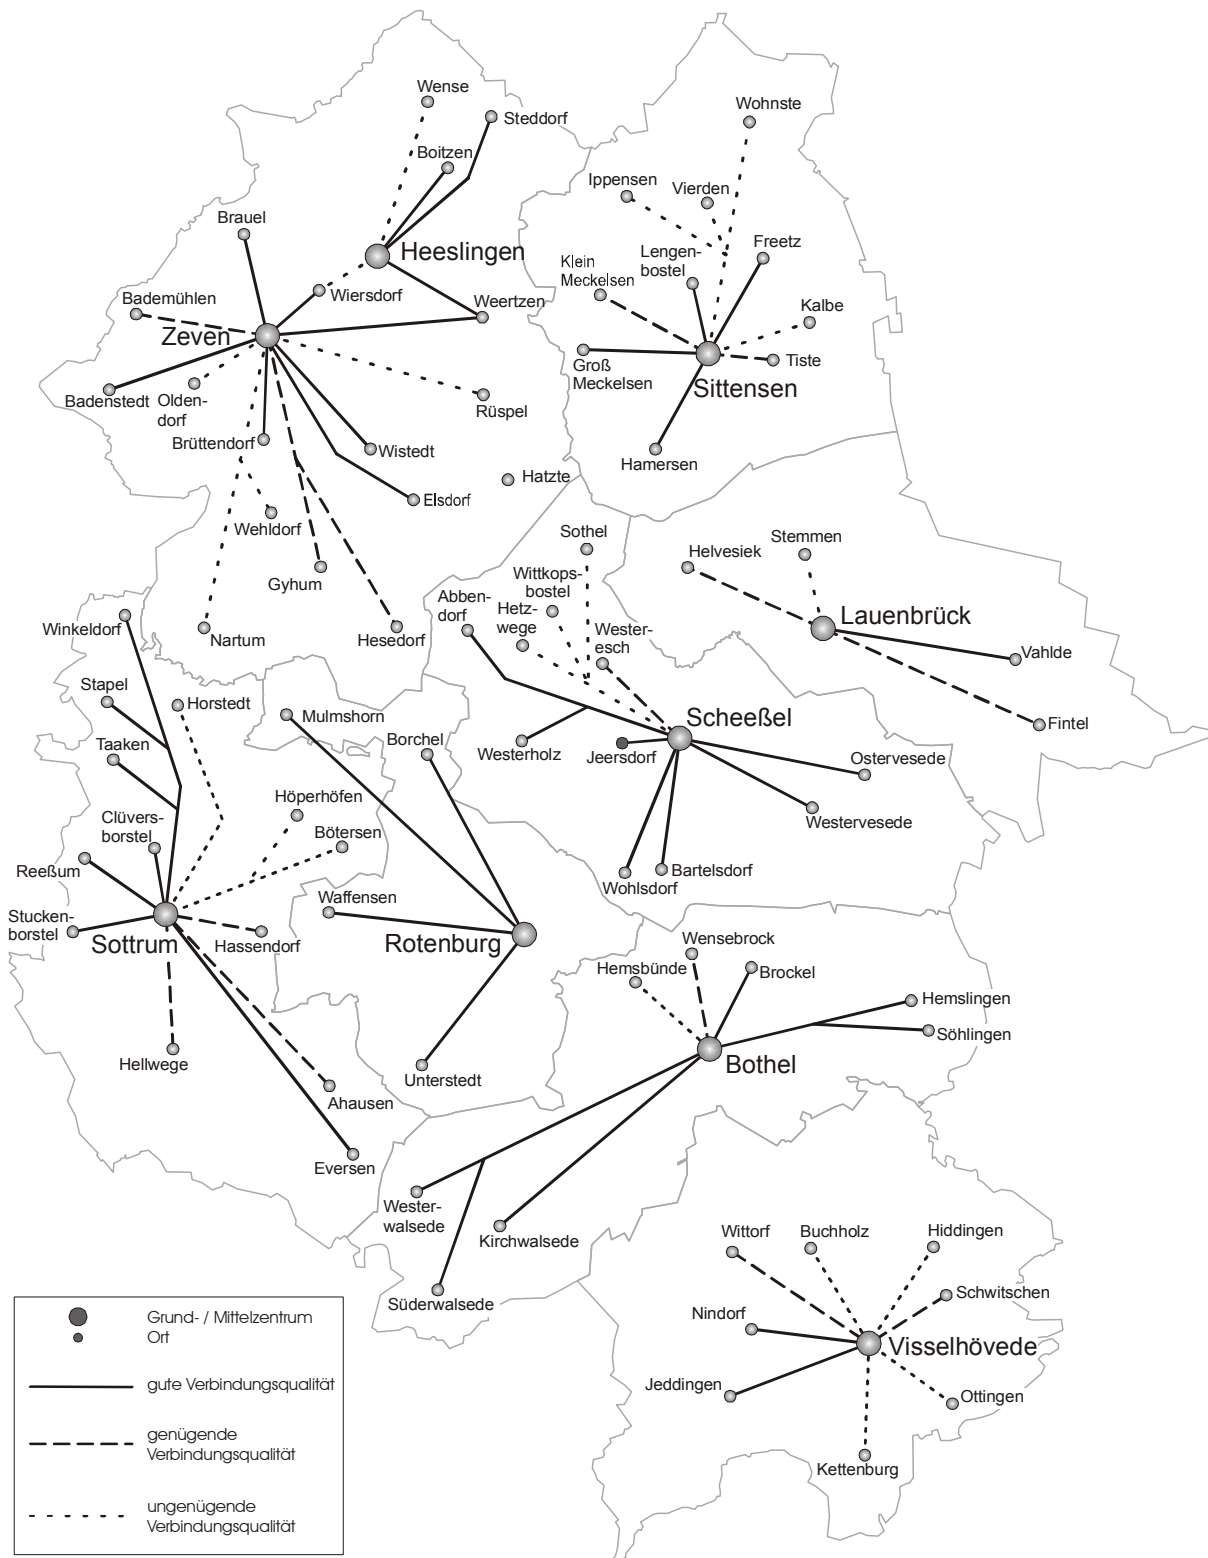 Wense
Steddorf
Boitzen
Brauel
Heeslingen
Bademühlen
Wiersdorf
Weertzen
Zeven
Badenstedt
Olden-
dorf
Rüspel
Brüttendorf
Wistedt
Hatzte
Elsdorf
Wehldorf
Gyhum
Nartum
Hesedorf
Wohnste
Ippensen
Vierden
Freetz
Lengen-
bostel
Klein
Meckelsen
Kalbe
Groß
Meckelsen
Tiste
Sittensen
Hamersen
Sothel
Wittkops-
bostel
Hetz-
wege
Abben-
dorf
Wester-
esch
Helvesiek
Stemmen
Lauenbrück
Vahlde
Fintel
Scheeßel
Westerholz
Jeersdorf
Ostervesede
Westervesede
Wohlsdorf
Bartelsdorf
Winkeldorf
Stapel
Horstedt
Taaken
Mulmshorn
Borchel
Höperhöfen
Clüvers-
borstel
Bötersen
Reeßum
Waffensen
Stucken-
borstel
Sottrum
Hassendorf
Rotenburg
Hellwege
Unterstedt
Ahausen
Eversen
Wensebrock
Hemsbünde
Brockel
Hemslingen
Söhlingen
Bothel
Wester-
walsede
Kirchwalsede
Süderwalsede
Wittorf
Buchholz
Hiddingen
Schwitschen
Nindorf
Visselhövede
Jeddingen
Ottingen
Kettenburg
Grund- / Mittelzentrum
Ort
gute Verbindungsqualität
genügende
Verbindungsqualität
ungenügende
Verbindungsqualität